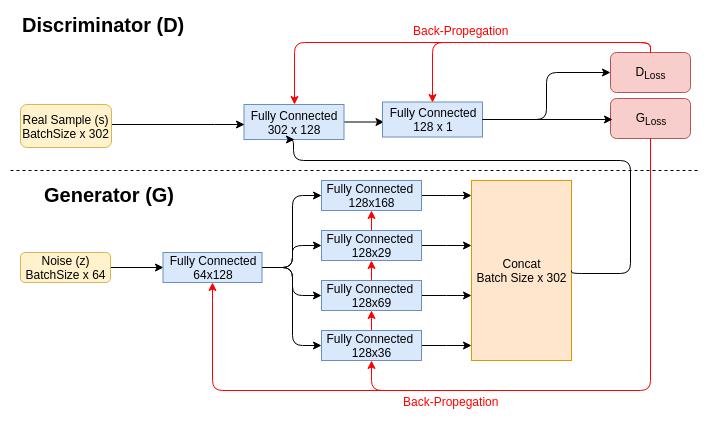 Discriminator (D)
Back-Propegation
Real Sample (s)
BatchSize x 302
Fully Connected
302 x 128
Fully Connected
128 x 1
D Loss
G Loss
Generator (G)
Noise (z)
BatchSize x 64
Fully Connected
64x128
Fully Connected
128x168
Fully Connected
128x29
Fully Connected
128x69
Fully Connected
128x36
Concat
Batch Size x 302
Back-Propegation